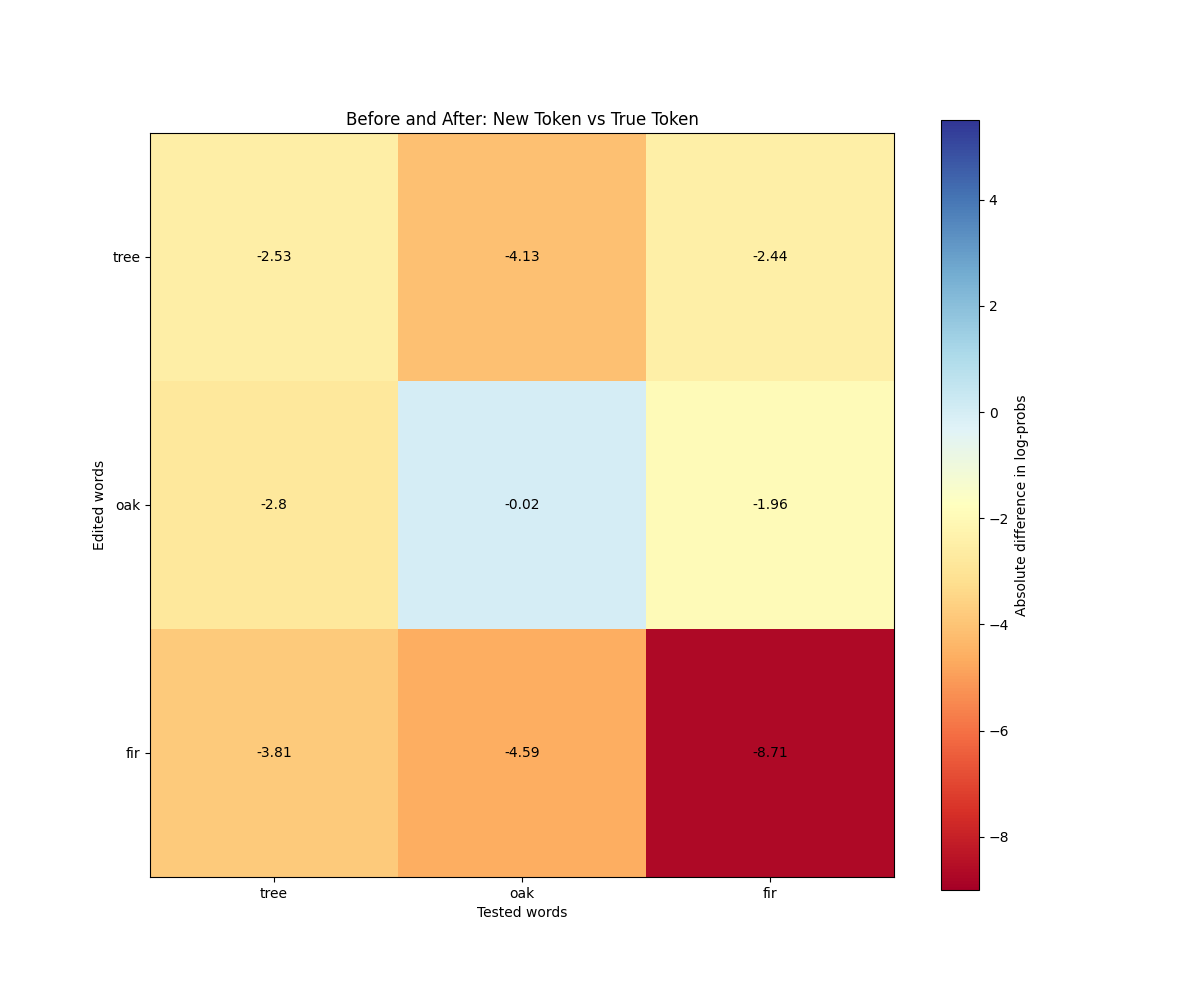 Before and After: New Token vs True Token
tree
-2.53
-4.13
-2.44
oak
-2.8
-0.02
-1.96
fir
-3.81
-4.59
-8.71
tree
oak
fir
Tested words
Edited words
4
2
0
−2
−4
−6
−8
Absolute difference in log-probs